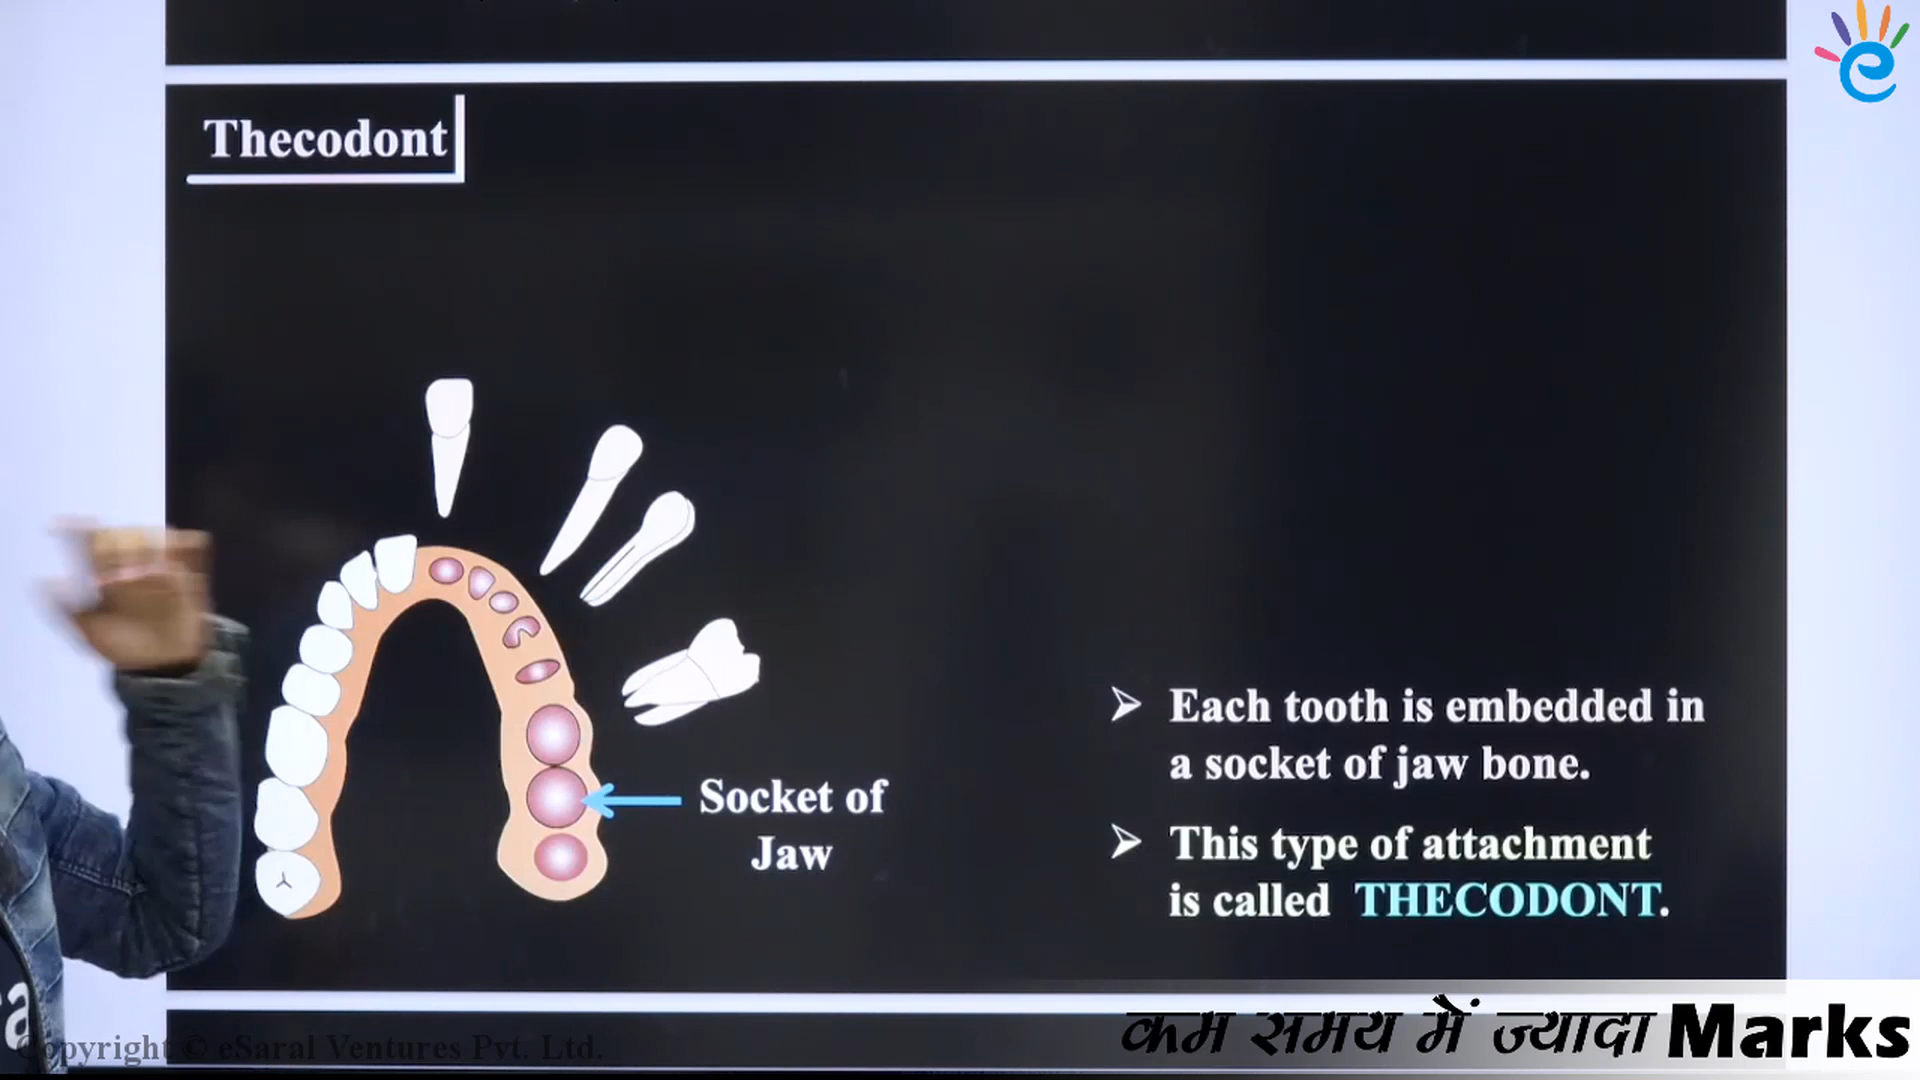 Thecodont
Socket of
Jaw
➢ Each tooth is embedded in
a socket of jaw bone.
➢ This type of attachment
is called THECODONT.
कम समय में ज्यादा Marks
Copyright © eSaral Ventures Pvt. Ltd.